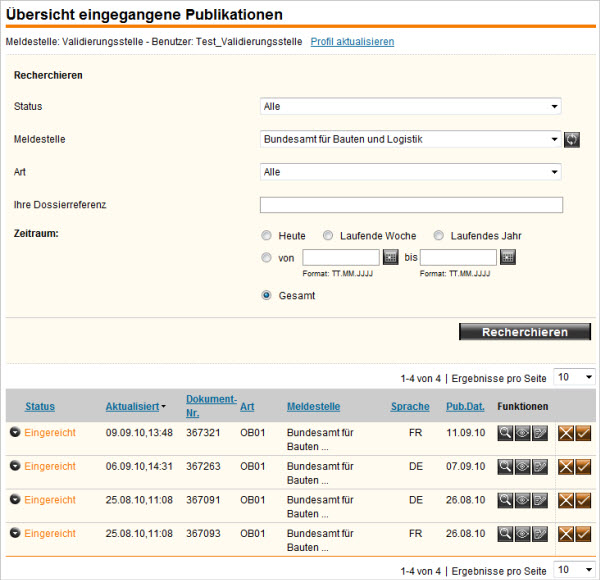 Übersicht eingegangene Publikationen
Meldestelle: Validierungsstelle - Benutzer: Test_Validierungsstelle Profil aktualisieren
Recherchieren
Status Alle
Meldestelle Bundesamt für Bauten und Logistik
Art Alle
Ihre Dossierreferenz
Zeitraum: Heute Laufende Woche Laufendes Jahr
von bis
Format: TT.MM.JJJJ Format: TT.MM.JJJJ
Gesamt
Recherchieren
1-4 von 4 | Ergebnisse pro Seite 10
Status Aktualisiert Dokument-Nr. Art Meldestelle Sprache Pub.Dat. Funktionen
Eingereicht 09.09.10,13:48 367321 OB01 Bundesamt für Bauten ... FR 11.09.10
Eingereicht 06.09.10,14:31 367263 OB01 Bundesamt für Bauten ... DE 07.09.10
Eingereicht 25.08.10,11:08 367091 OB01 Bundesamt für Bauten ... DE 26.08.10
Eingereicht 25.08.10,11:08 367093 OB01 Bundesamt für Bauten ... FR 26.08.10
1-4 von 4 | Ergebnisse pro Seite 10